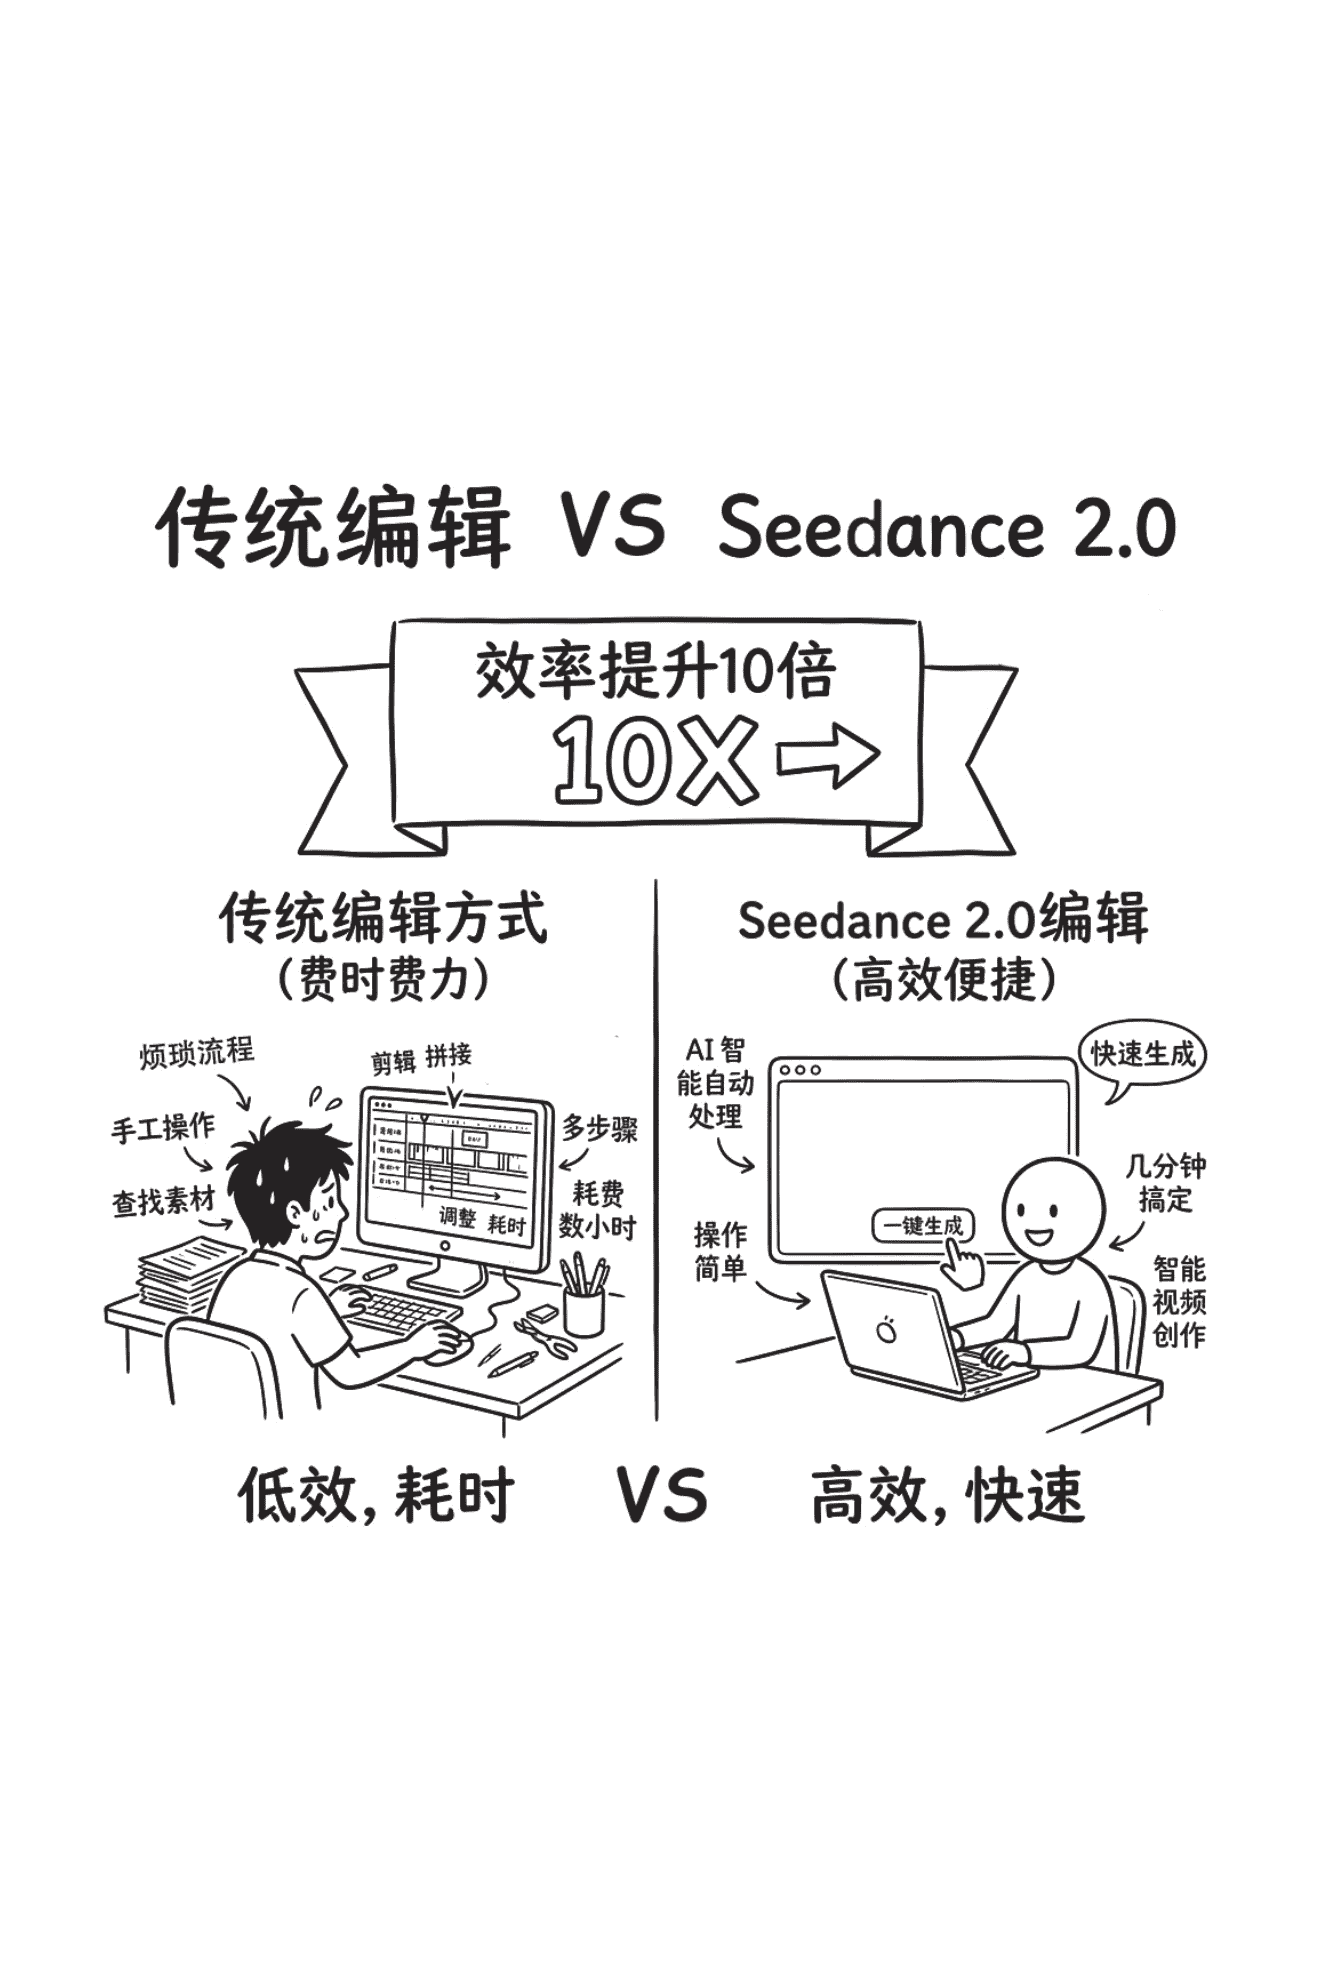 传统编辑 VS Seedance 2.0
效率提升10倍
10X
传统编辑方式
（费时费力）
烦琐流程
手工操作
查找素材
剪辑 拼接
多步骤
耗费
数小时
调整 耗时
Seedance 2.0编辑
（高效便捷）
AI 智
能自动
处理
操作
简单
快速生成
一键生成
几分钟
搞定
智能
视频
创作
低效, 耗时 VS 高效, 快速